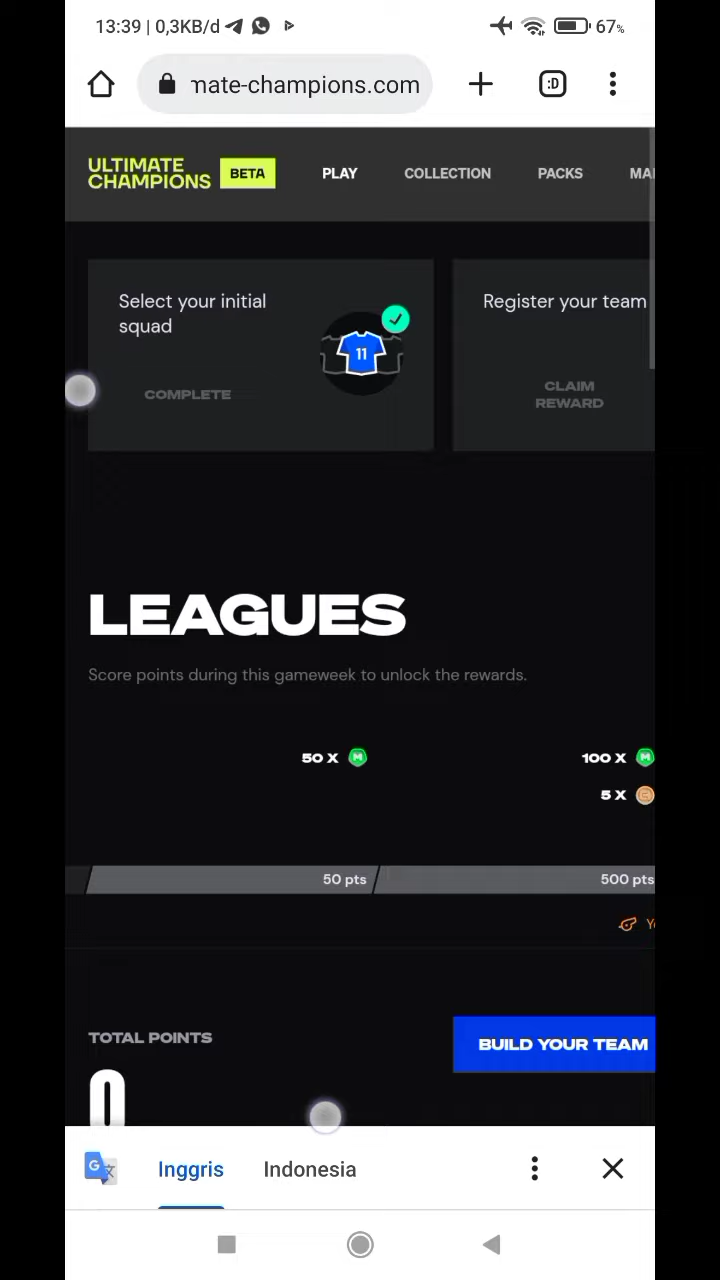 13:39 | 0,3KB/d
67%
mate-champions.com
:D
ULTIMATE
CHAMPIONS
BETA
PLAY
COLLECTION
PACKS
MA
Select your initial
squad
11
COMPLETE
Register your team
CLAIM
REWARD
LEAGUES
Score points during this gameweek to unlock the rewards.
50 X
M
100 X
M
5 X
50 pts
500 pts
TOTAL POINTS
BUILD YOUR TEAM
0
G
Inggris
Indonesia